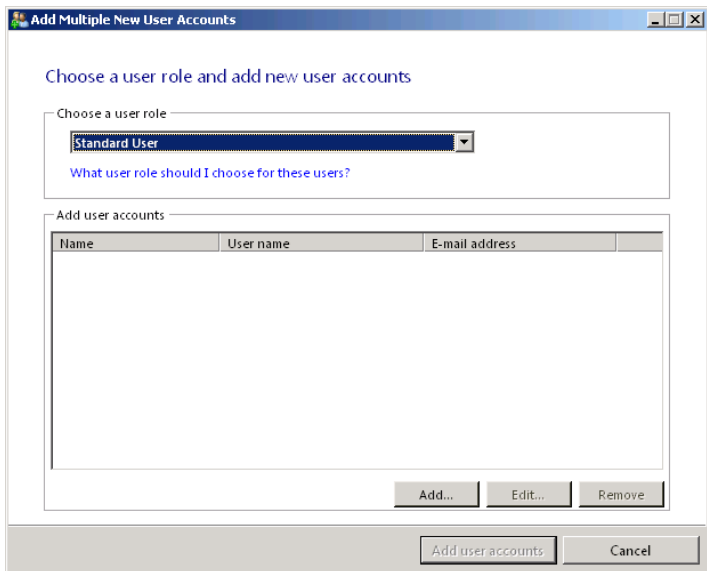 Add Multiple New User Accounts
Choose a user role and add new user accounts
Choose a user role
Standard User
What user role should I choose for these users?
Add user accounts
Name User name E-mail address
Add... Edit... Remove
Add user accounts Cancel